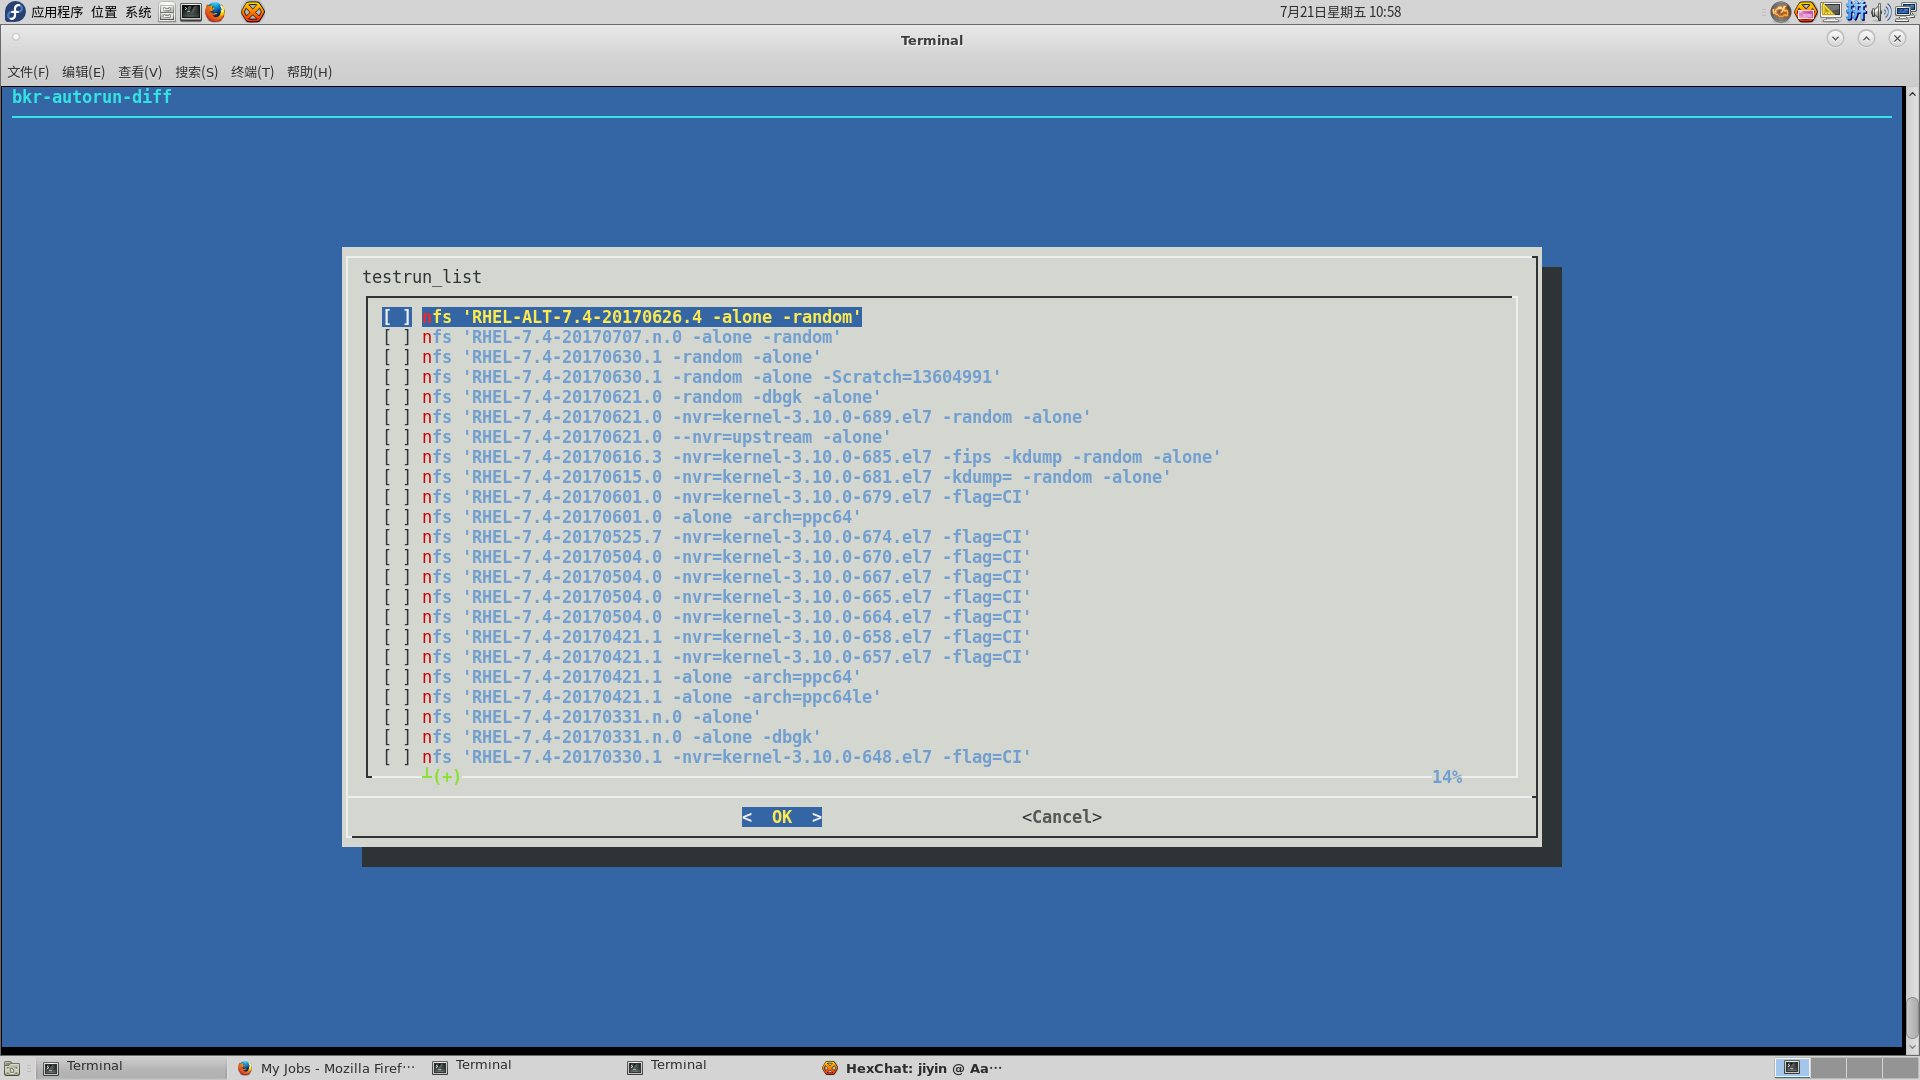 应用程序 位置 系统 7月21日星期五 10:58 拼
Terminal
文件(F) 编辑(E) 查看(V) 搜索(S) 终端(T) 帮助(H)
bkr-autorun-diff
testrun_list
[ ] nfs 'RHEL-ALT-7.4-20170626.4 -alone -random'
[ ] nfs 'RHEL-7.4-20170707.n.0 -alone -random'
[ ] nfs 'RHEL-7.4-20170630.1 -random -alone'
[ ] nfs 'RHEL-7.4-20170630.1 -random -alone -Scratch=13604991'
[ ] nfs 'RHEL-7.4-20170621.0 -random -dbgk -alone'
[ ] nfs 'RHEL-7.4-20170621.0 -nvr=kernel-3.10.0-689.el7 -random -alone'
[ ] nfs 'RHEL-7.4-20170621.0 --nvr=upstream -alone'
[ ] nfs 'RHEL-7.4-20170616.3 -nvr=kernel-3.10.0-685.el7 -fips -kdump -random -alone'
[ ] nfs 'RHEL-7.4-20170615.0 -nvr=kernel-3.10.0-681.el7 -kdump= -random -alone'
[ ] nfs 'RHEL-7.4-20170601.0 -nvr=kernel-3.10.0-679.el7 -flag=CI'
[ ] nfs 'RHEL-7.4-20170601.0 -alone -arch=ppc64'
[ ] nfs 'RHEL-7.4-20170525.7 -nvr=kernel-3.10.0-674.el7 -flag=CI'
[ ] nfs 'RHEL-7.4-20170504.0 -nvr=kernel-3.10.0-670.el7 -flag=CI'
[ ] nfs 'RHEL-7.4-20170504.0 -nvr=kernel-3.10.0-667.el7 -flag=CI'
[ ] nfs 'RHEL-7.4-20170504.0 -nvr=kernel-3.10.0-665.el7 -flag=CI'
[ ] nfs 'RHEL-7.4-20170504.0 -nvr=kernel-3.10.0-664.el7 -flag=CI'
[ ] nfs 'RHEL-7.4-20170421.1 -nvr=kernel-3.10.0-658.el7 -flag=CI'
[ ] nfs 'RHEL-7.4-20170421.1 -nvr=kernel-3.10.0-657.el7 -flag=CI'
[ ] nfs 'RHEL-7.4-20170421.1 -alone -arch=ppc64'
[ ] nfs 'RHEL-7.4-20170421.1 -alone -arch=ppc64le'
[ ] nfs 'RHEL-7.4-20170331.n.0 -alone'
[ ] nfs 'RHEL-7.4-20170331.n.0 -alone -dbgk'
[ ] nfs 'RHEL-7.4-20170330.1 -nvr=kernel-3.10.0-648.el7 -flag=CI'
┴(+) 14%
< OK > <Cancel>
Terminal My Jobs - Mozilla Firef… Terminal Terminal HexChat: jiyin @ Aa…